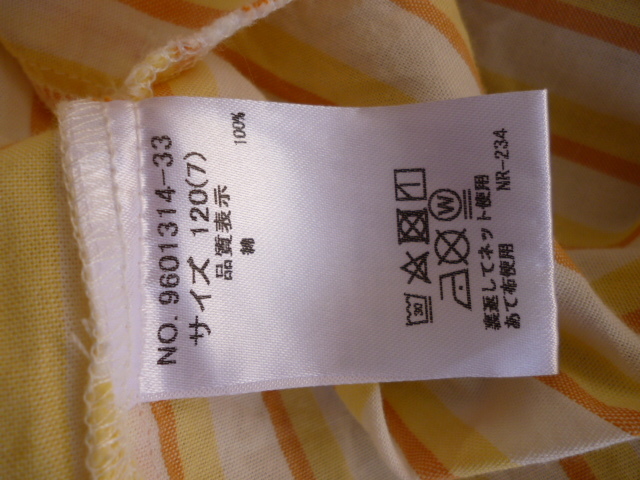 NO. 9601314-33
サイズ 120(7)
品質表示
綿 100%
30
W
裏返してネット使用
あて布使用
NR-234